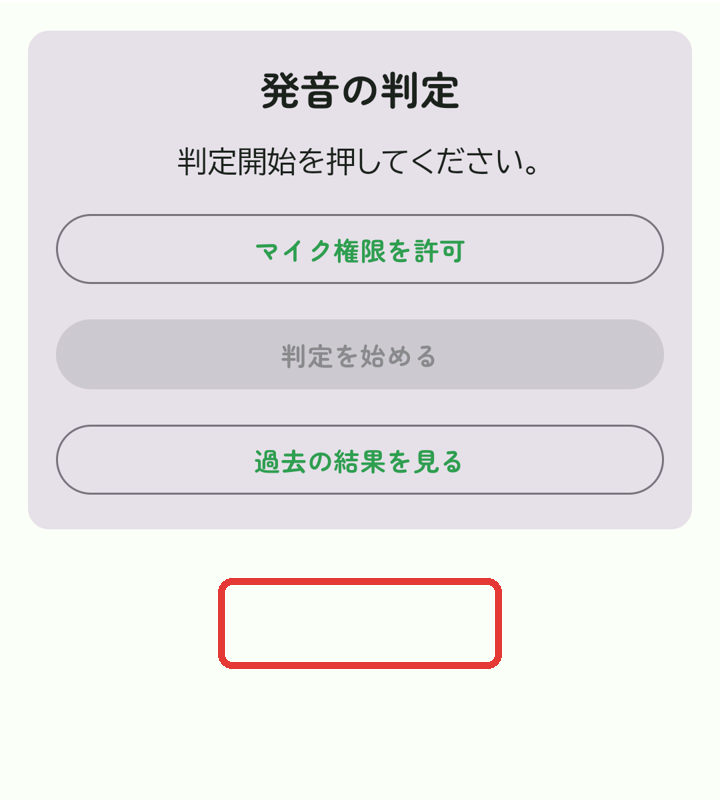 発音の判定
判定開始を押してください。
マイク権限を許可
判定を始める
過去の結果を見る